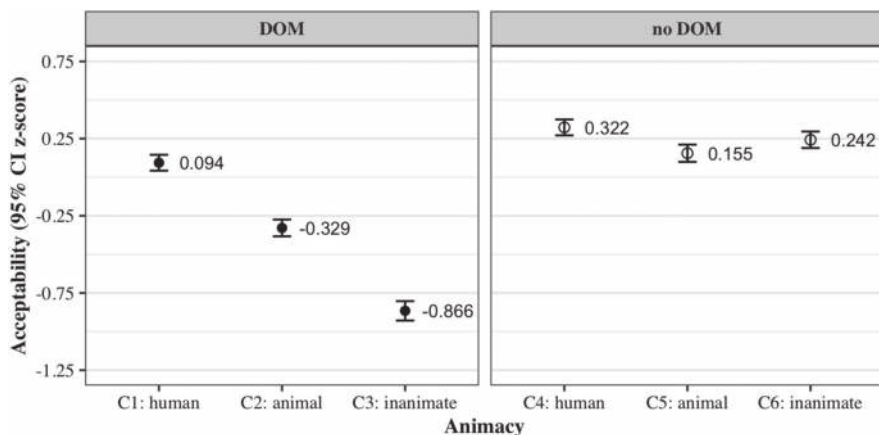 DOM no DOM
Acceptability (95% CI z-score)
0.75
0.25
-0.25
-0.75
-1.25
0.094
-0.329
-0.866
0.322
0.155
0.242
C1: human C2: animal C3: inanimate C4: human C5: animal C6: inanimate
Animacy